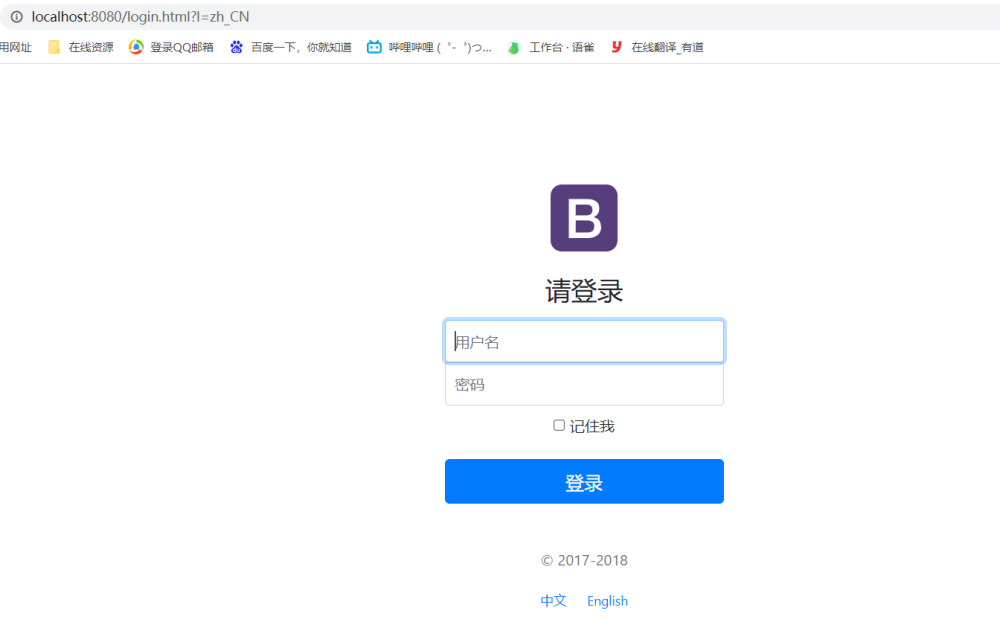 localhost:8080/login.html?l=zh_CN
用网址 在线资源 登录QQ邮箱 百度一下，你就知道 哔哩哔哩 (゜-゜)つ... 工作台 · 语雀 在线翻译_有道
B
请登录
用户名
密码
记住我
登录
© 2017-2018
中文 English